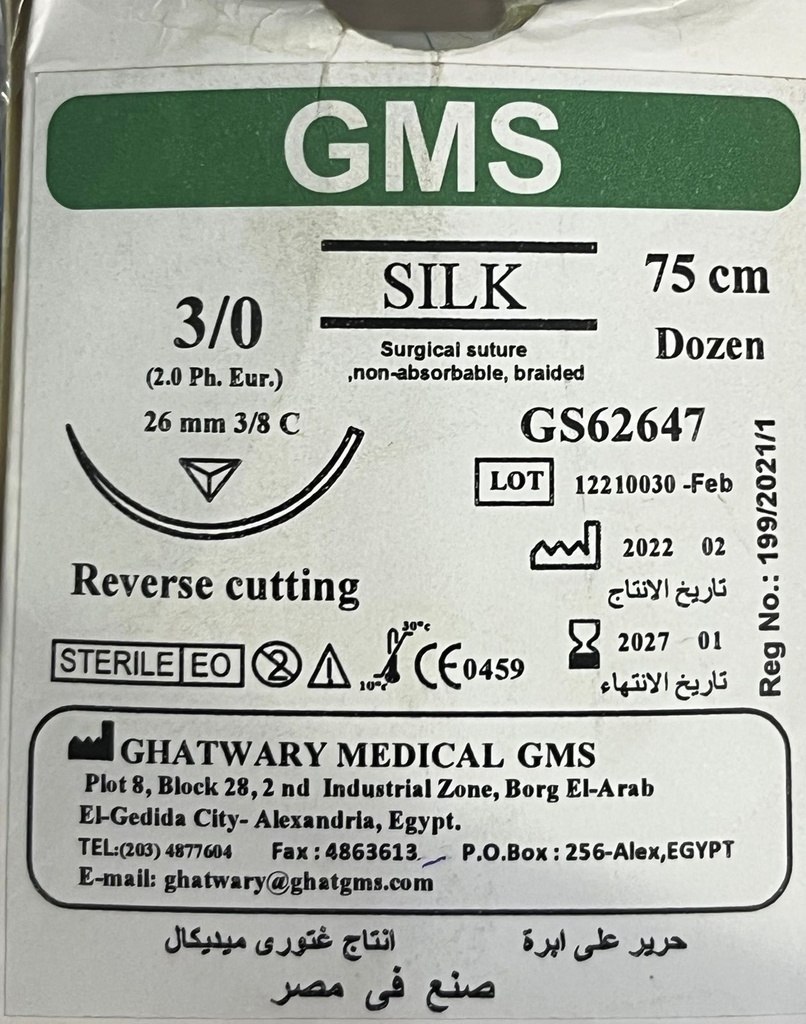 GMS
SILK
75 cm
3/0
Dozen
Surgical suture
,non-absorbable, braided
(2.0 Ph. Eur.)
26 mm 3/8 C
GS62647
LOT 12210030 -Feb
2022 02
تاريخ الانتاج
Reverse cutting
2027 01
تاريخ الانتهاء
Reg No.: 199/2021/1
STERILE EO 2 10°c 30°c CE 0459
GHATWARY MEDICAL GMS
Plot 8, Block 28, 2 nd Industrial Zone, Borg El-Arab
El-Gedida City- Alexandria, Egypt.
TEL:(203) 4877604 Fax : 4863613 P.O.Box : 256-Alex,EGYPT
E-mail: ghatwary@ghatgms.com
حرير على ابرة انتاج غتورى ميديكال
صنع فى مصر